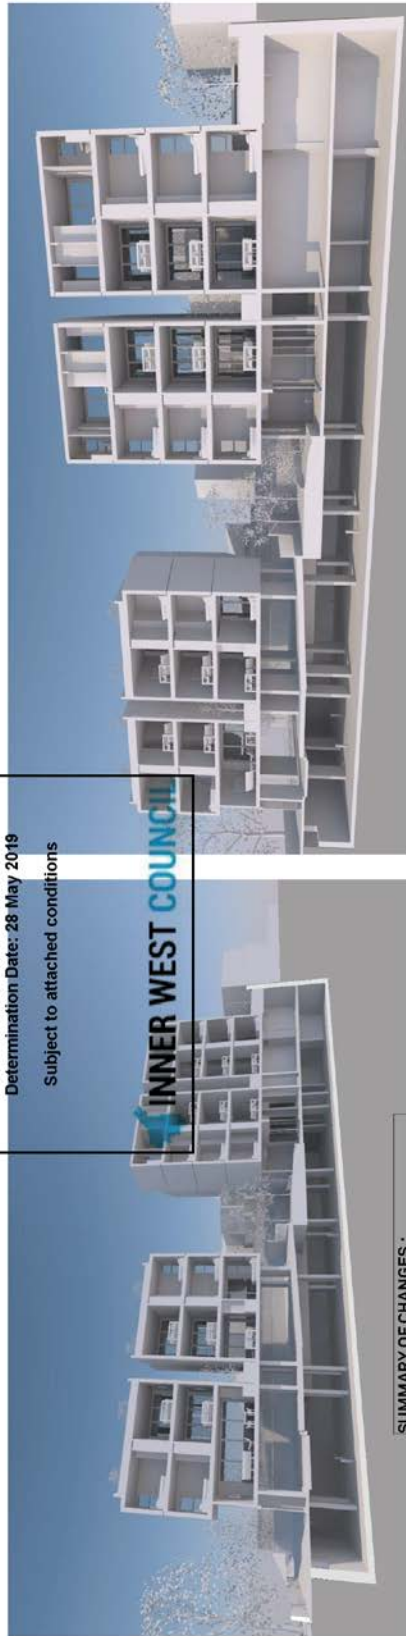 Determination Date: 28 May 2019
Subject to attached conditions
INNER WEST COUNCIL
SUMMARY OF CHANGES :